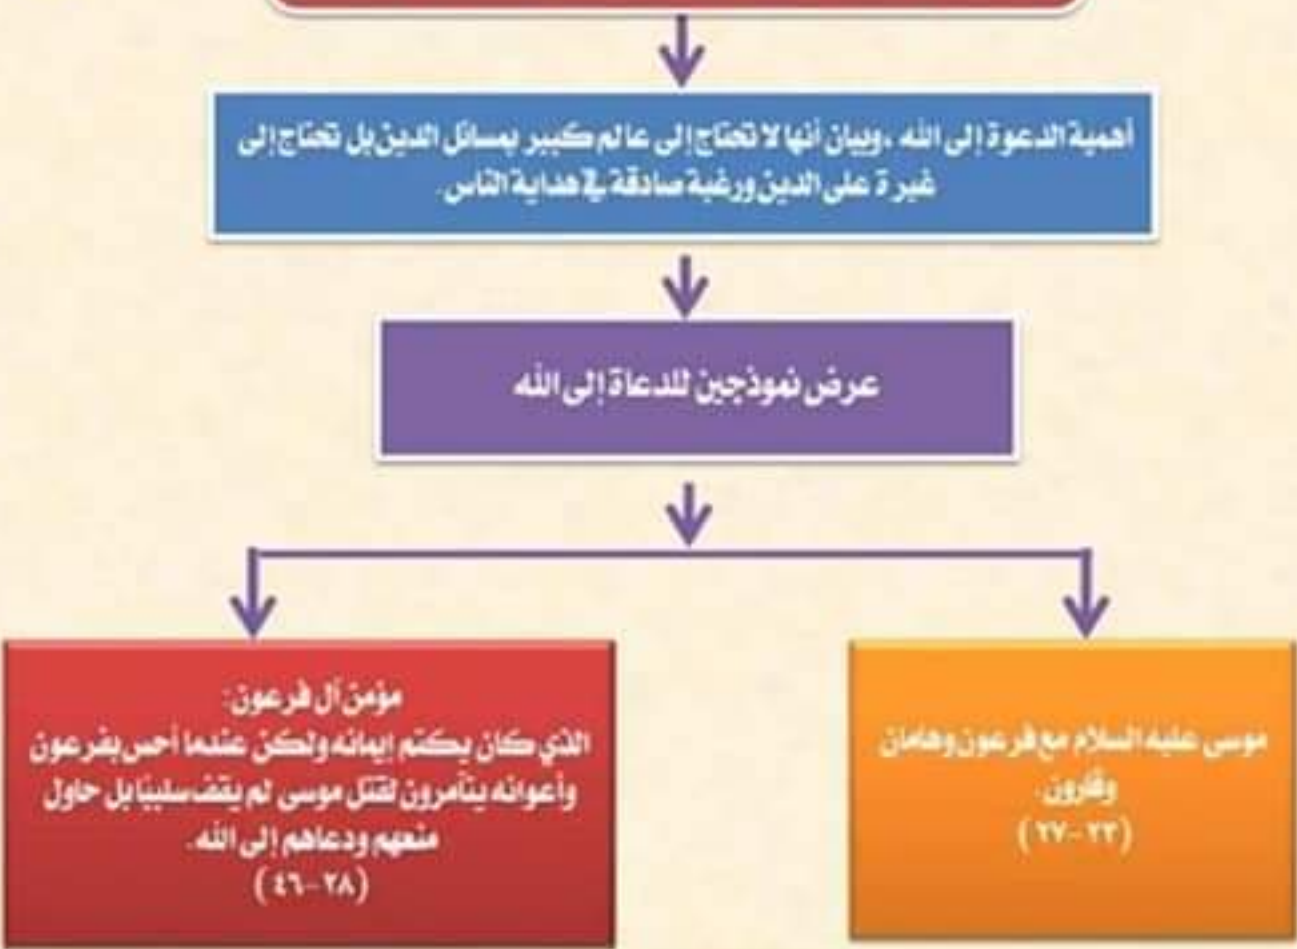 أهمية الدعوة إلى الله ،وبيان أنها لا تحتاج إلى عالم كبير بمسائل الدين بل تحتاج إلى
غيرة على الدين ورغبة صادقة في هداية الناس.
عرض نموذجين للدعاة إلى الله
موسى عليه السلام مع فرعون وهامان
وقارون.
(٢٣-٢٧)
مؤمن آل فرعون:
الذي كان يكتم إيمانه ولكن عندما أحس بفرعون
وأعوانه يتآمرون لقتل موسى لم يقف سلبيًا بل حاول
منعهم ودعاهم إلى الله.
(٢٨-٤٦)